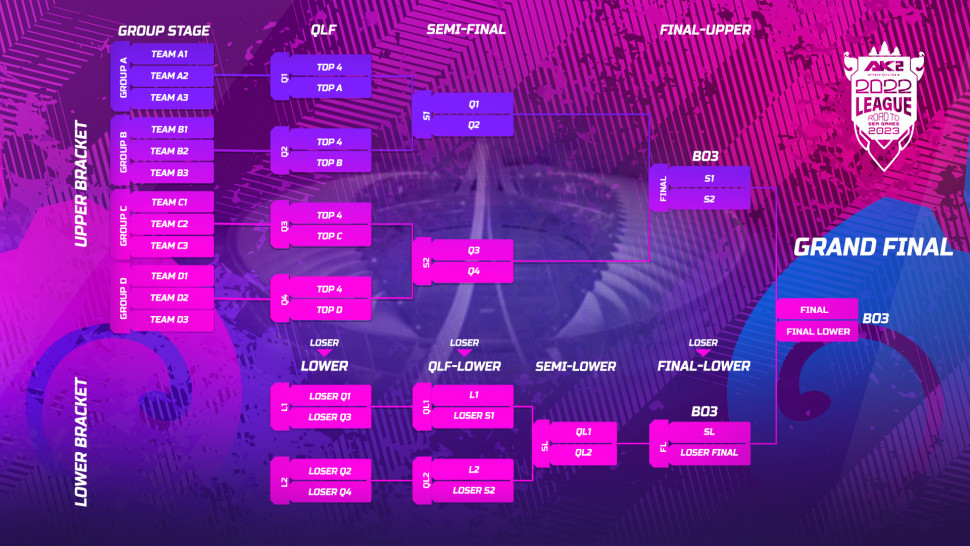 GROUP STAGE
QLF
SEMI-FINAL
FINAL-UPPER
UPPER BRACKET
GROUP A
TEAM A1
TEAM A2
TEAM A3
GROUP B
TEAM B1
TEAM B2
TEAM B3
GROUP C
TEAM C1
TEAM C2
TEAM C3
GROUP D
TEAM D1
TEAM D2
TEAM D3
Q1
TOP 4
TOP A
Q2
TOP 4
TOP B
Q3
TOP 4
TOP C
Q4
TOP 4
TOP D
S1
Q1
Q2
S2
Q3
Q4
BO3
FINAL
S1
S2
AK2
2022
LEAGUE
ROAD TO
SEA GAMES
2023
GRAND FINAL
FINAL
FINAL LOWER
BO3
LOWER BRACKET
LOSER
LOWER
LOSER
QLF-LOWER
SEMI-LOWER
LOSER
FINAL-LOWER
L1
LOSER Q1
LOSER Q3
L2
LOSER Q2
LOSER Q4
QL1
L1
LOSER S1
QL2
L2
LOSER S2
SL
QL1
QL2
BO3
FL
SL
LOSER FINAL